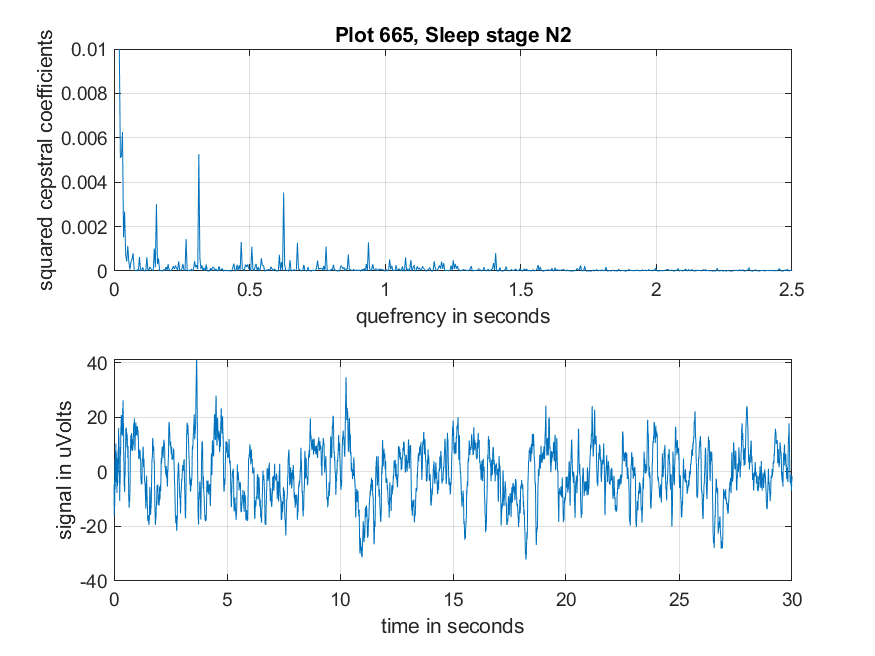 Plot 665, Sleep stage N2
squared cepstral coefficients
0.01
0.008
0.006
0.004
0.002
0
0 0.5 1 1.5 2 2.5
quefrency in seconds
signal in uVolts
40
20
0
-20
-40
0 5 10 15 20 25 30
time in seconds